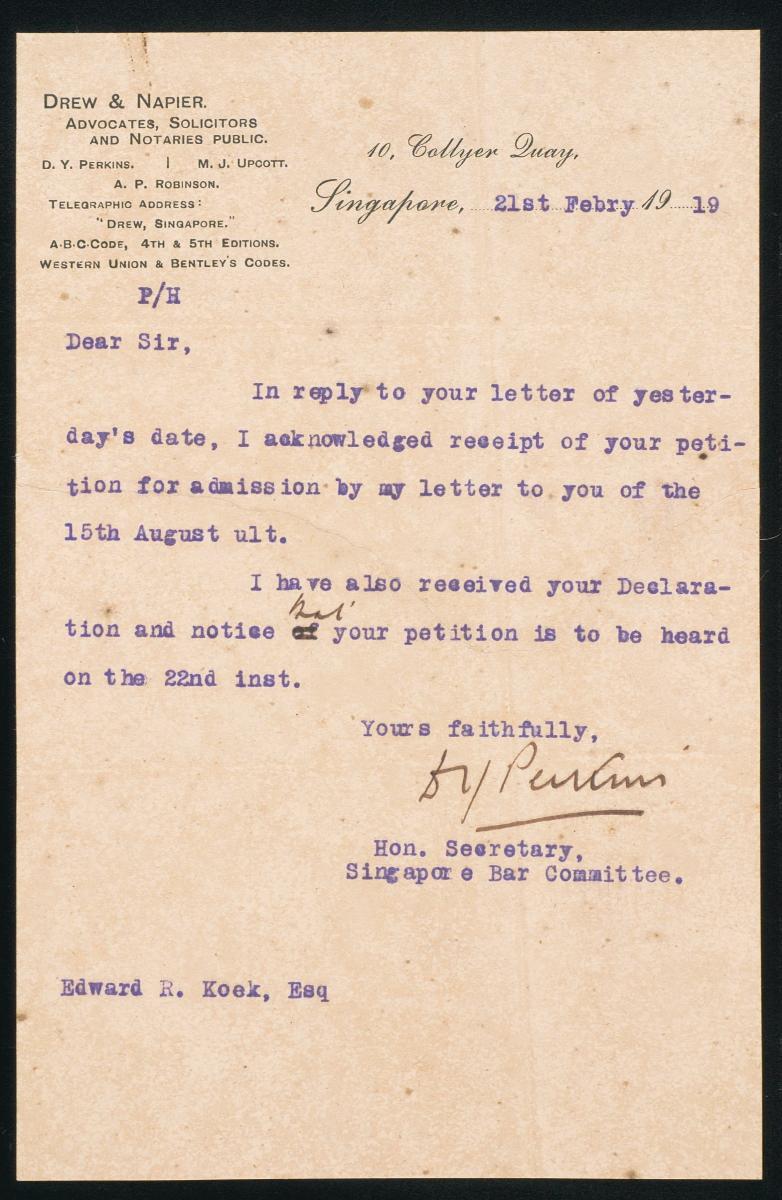 DREW & NAPIER.
ADVOCATES, SOLICITORS
AND NOTARIES PUBLIC.
D. Y. PERKINS. | M. J. UPCOTT.
A. P. ROBINSON.
TELEGRAPHIC ADDRESS:
"DREW, SINGAPORE."
A·B·C·CODE, 4TH & 5TH EDITIONS.
WESTERN UNION & BENTLEY'S CODES.
10, Collyer Quay,
Singapore, 21st Febry 19 19
P/H
Dear Sir,
In reply to your letter of yester-
day's date, I acknowledged receipt of your peti-
tion for admission by my letter to you of the
15th August ult.
I have also received your Declara-
that
tion and notice of your petition is to be heard
on the 22nd inst.
Yours faithfully,
DY Perkins
Hon. Secretary,
Singapore Bar Committee.
Edward R. Koek, Esq